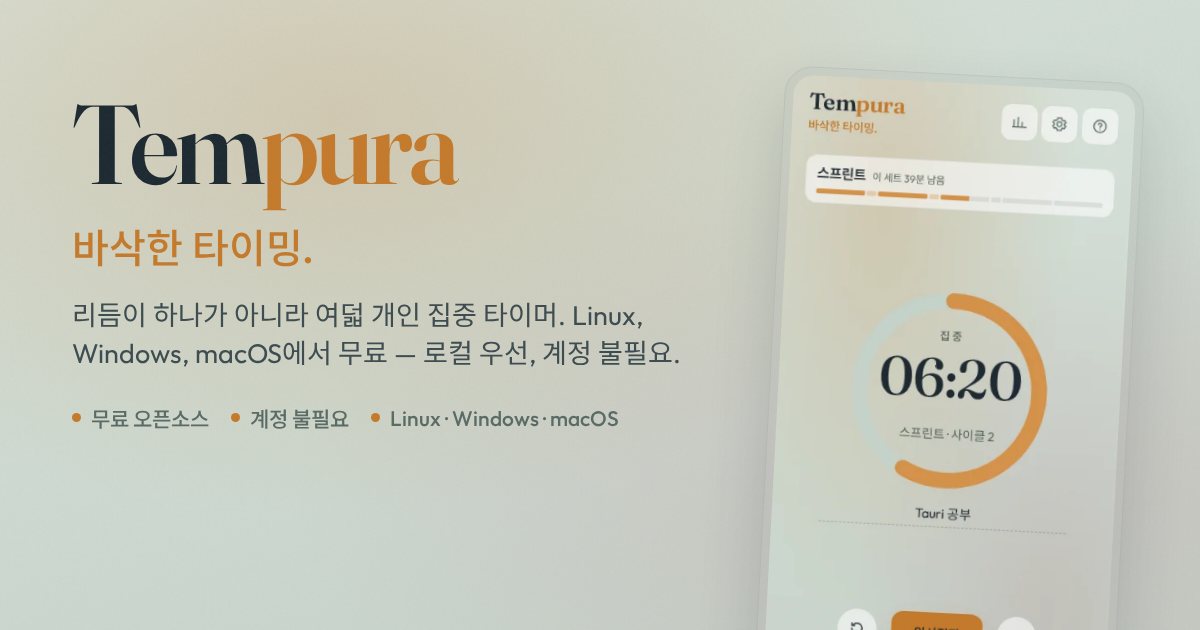 Tempura
바삭한 타이밍.
리듬이 하나가 아니라 여덟 개인 집중 타이머. Linux,
Windows, macOS에서 무료 — 로컬 우선, 계정 불필요.
무료 오픈소스 계정 불필요 Linux · Windows · macOS
Tempura
바삭한 타이밍.
스프린트 이 세트 39분 남음
집중
06:20
스프린트 · 사이클 2
Tauri 공부